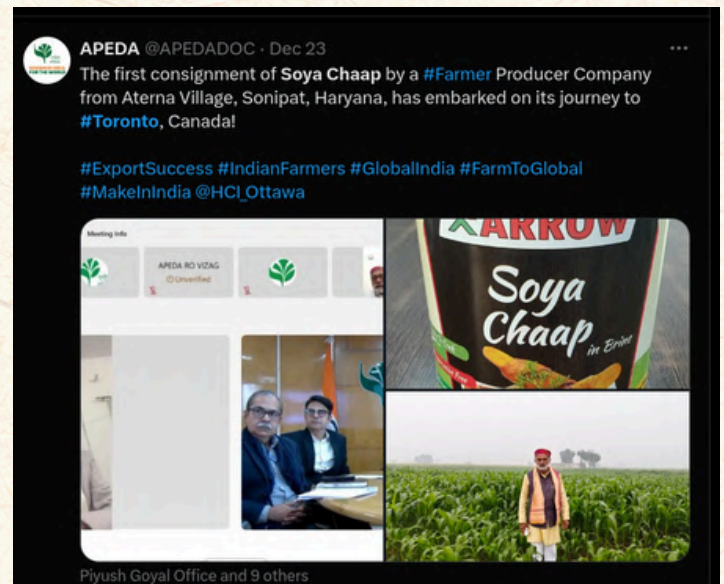 APEDA @APEDADOC · Dec 23
The first consignment of Soya Chaap by a #Farmer Producer Company
from Aterna Village, Sonipat, Haryana, has embarked on its journey to
#Toronto, Canada!
#ExportSuccess #IndianFarmers #GlobalIndia #FarmToGlobal
#MakeInIndia @HCI_Ottawa
Meeting Info
APEDA RO VIZAG
Unverified
ARROW
Soya
Chaap
in Brine
Piyush Goyal Office and 9 others